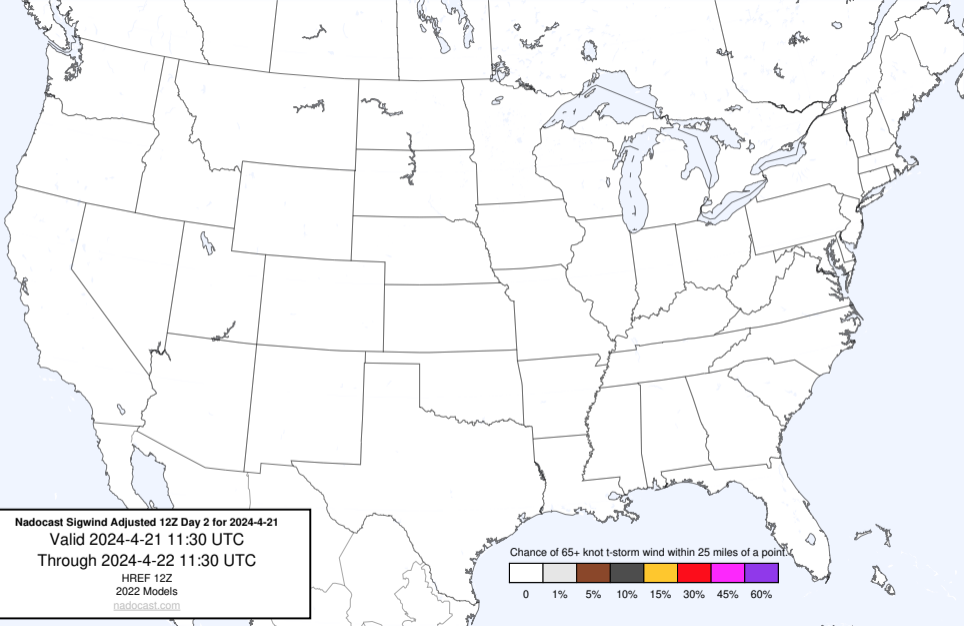 Nadocast Sigwind Adjusted 12Z Day 2 for 2024-4-21
Valid 2024-4-21 11:30 UTC
Through 2024-4-22 11:30 UTC
HREF 12Z
2022 Models
nadocast.com
Chance of 65+ knot t-storm wind within 25 miles of a point.
0 1% 5% 10% 15% 30% 45% 60%